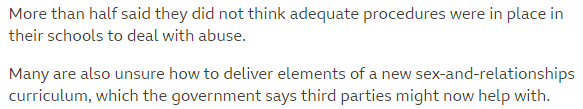 More than half said they did not think adequate procedures were in place in
their schools to deal with abuse.
Many are also unsure how to deliver elements of a new sex-and-relationships
curriculum, which the government says third parties might now help with.